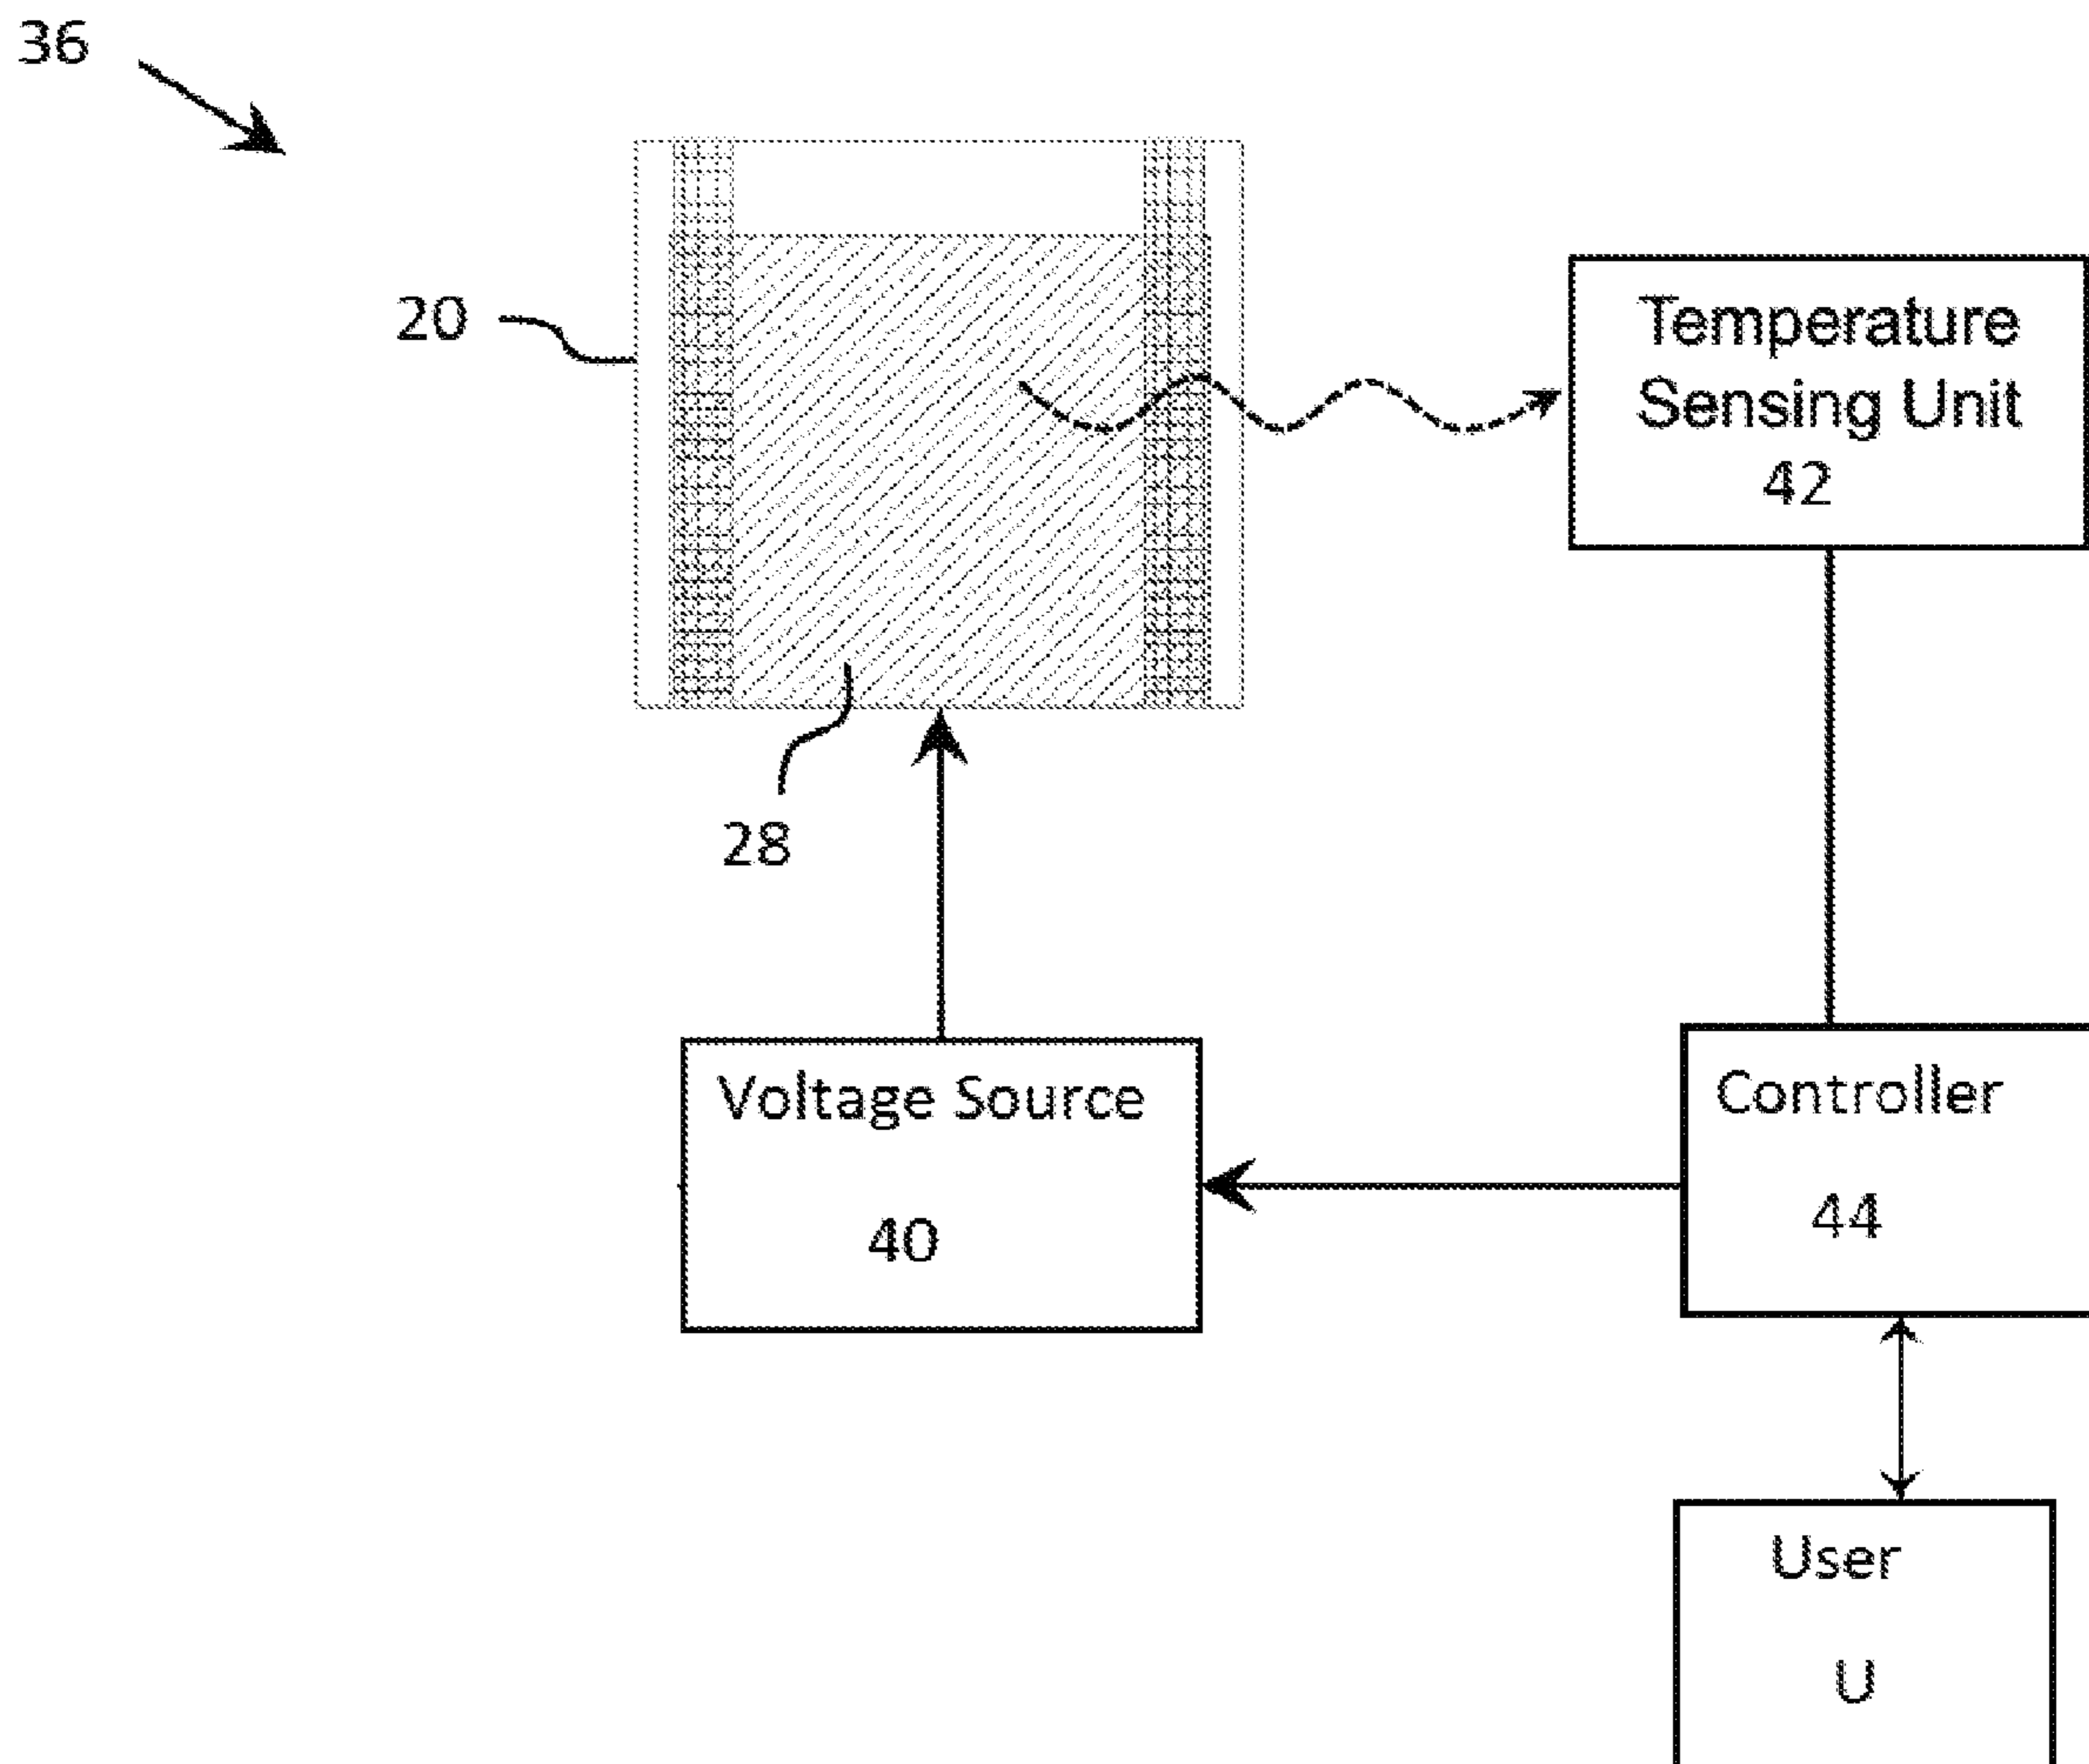 36
20
Temperature
Sensing Unit
42
28
Voltage Source
40
Controller
44
User
U